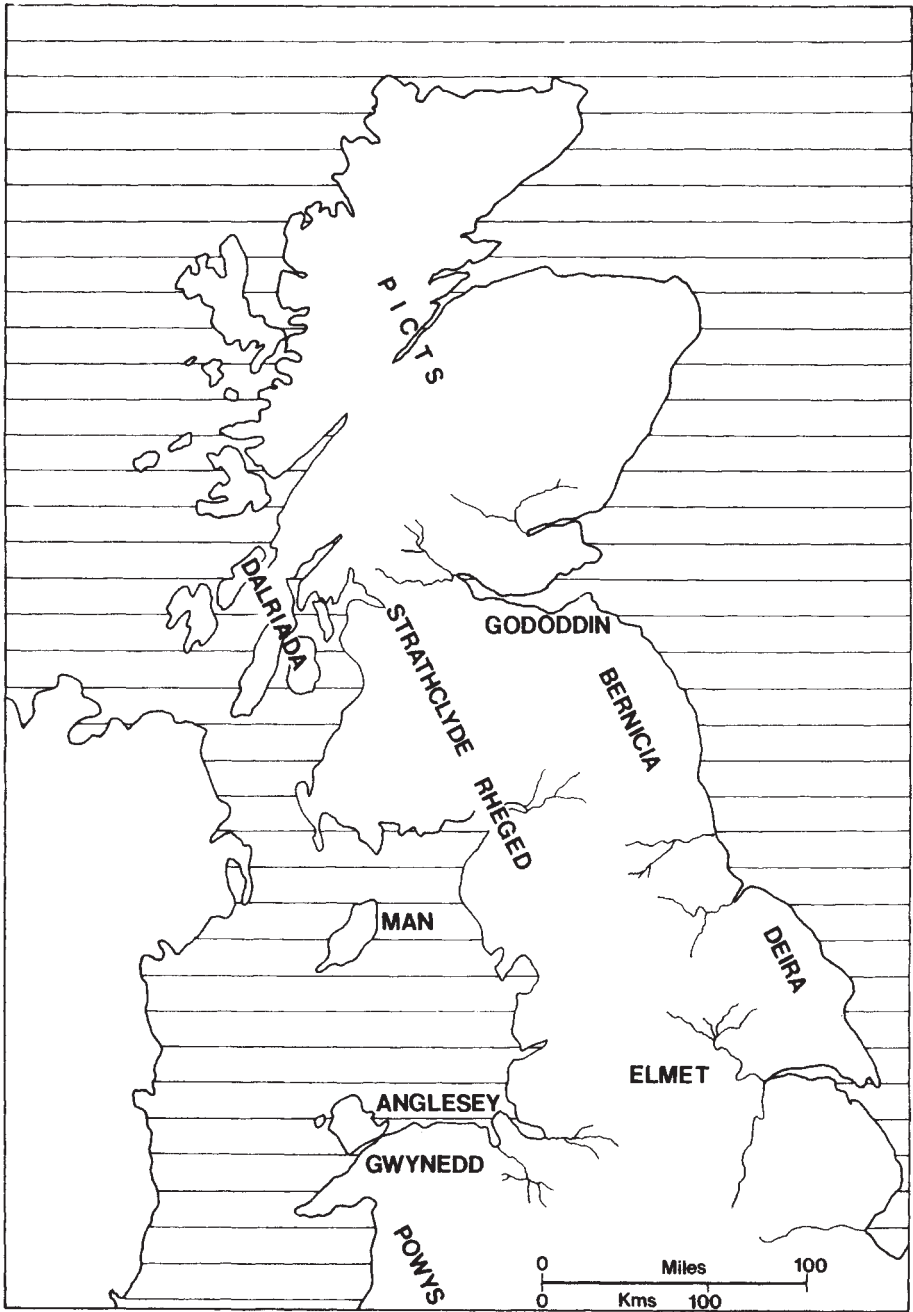 PICTS
DALRIADA
STRATHCLYDE
GODODDIN
BERNICIA
RHEGED
MAN
DEIRA
ELMET
ANGLESEY
GWYNEDD
POWYS
0 Miles 100
0 Kms 100